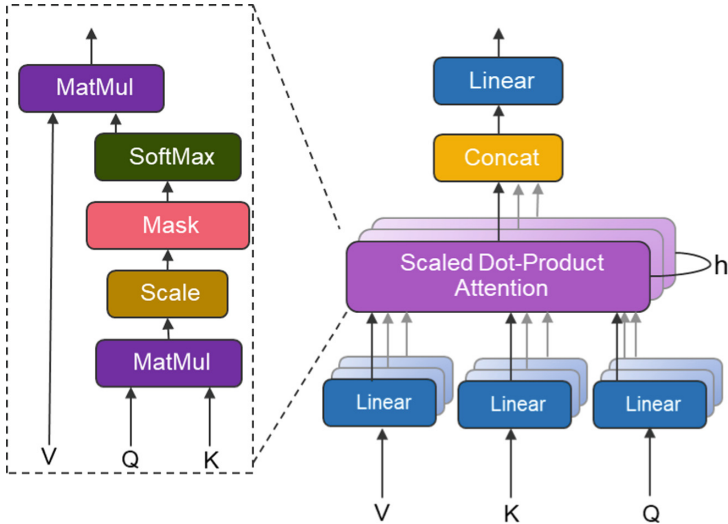 MatMul
SoftMax
Mask
Scale
MatMul
V
Q
K
Linear
Concat
Scaled Dot-Product
Attention
h
Linear
Linear
Linear
V
K
Q